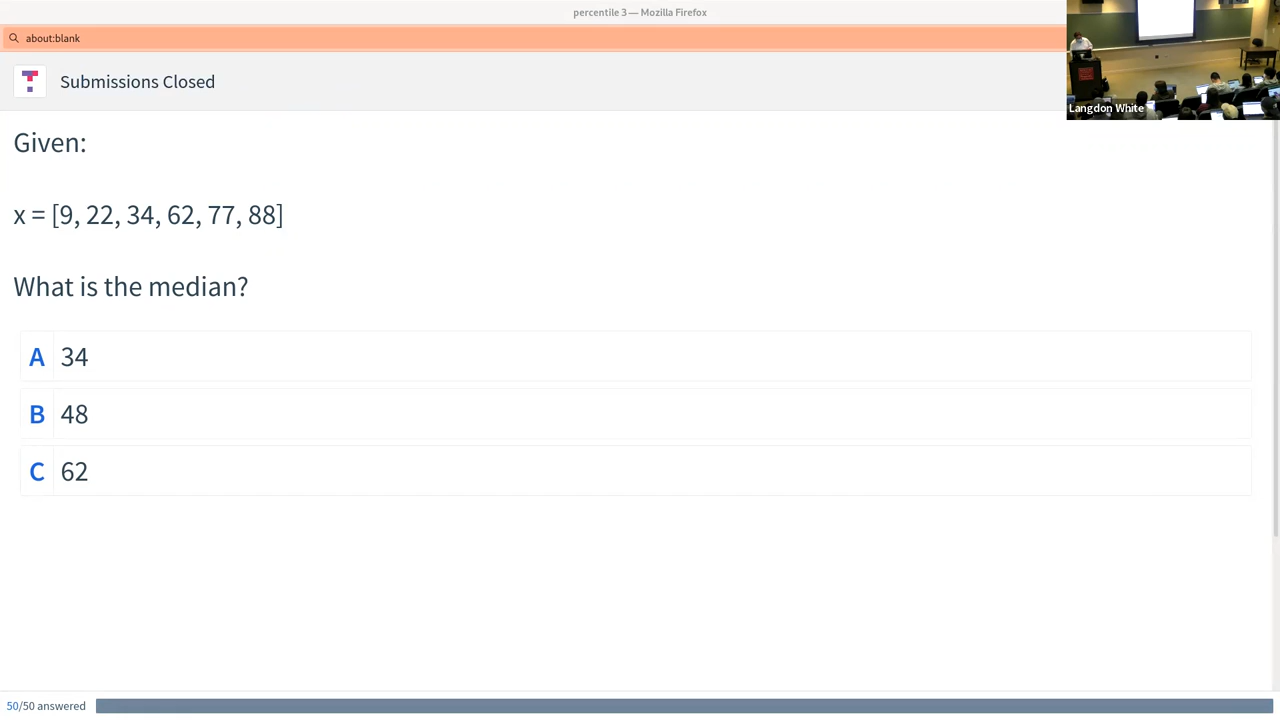 percentile 3 — Mozilla Firefox
about:blank
Submissions Closed
Langdon White
Given:
x = [9, 22, 34, 62, 77, 88]
What is the median?
A 34
B 48
C 62
50/50 answered